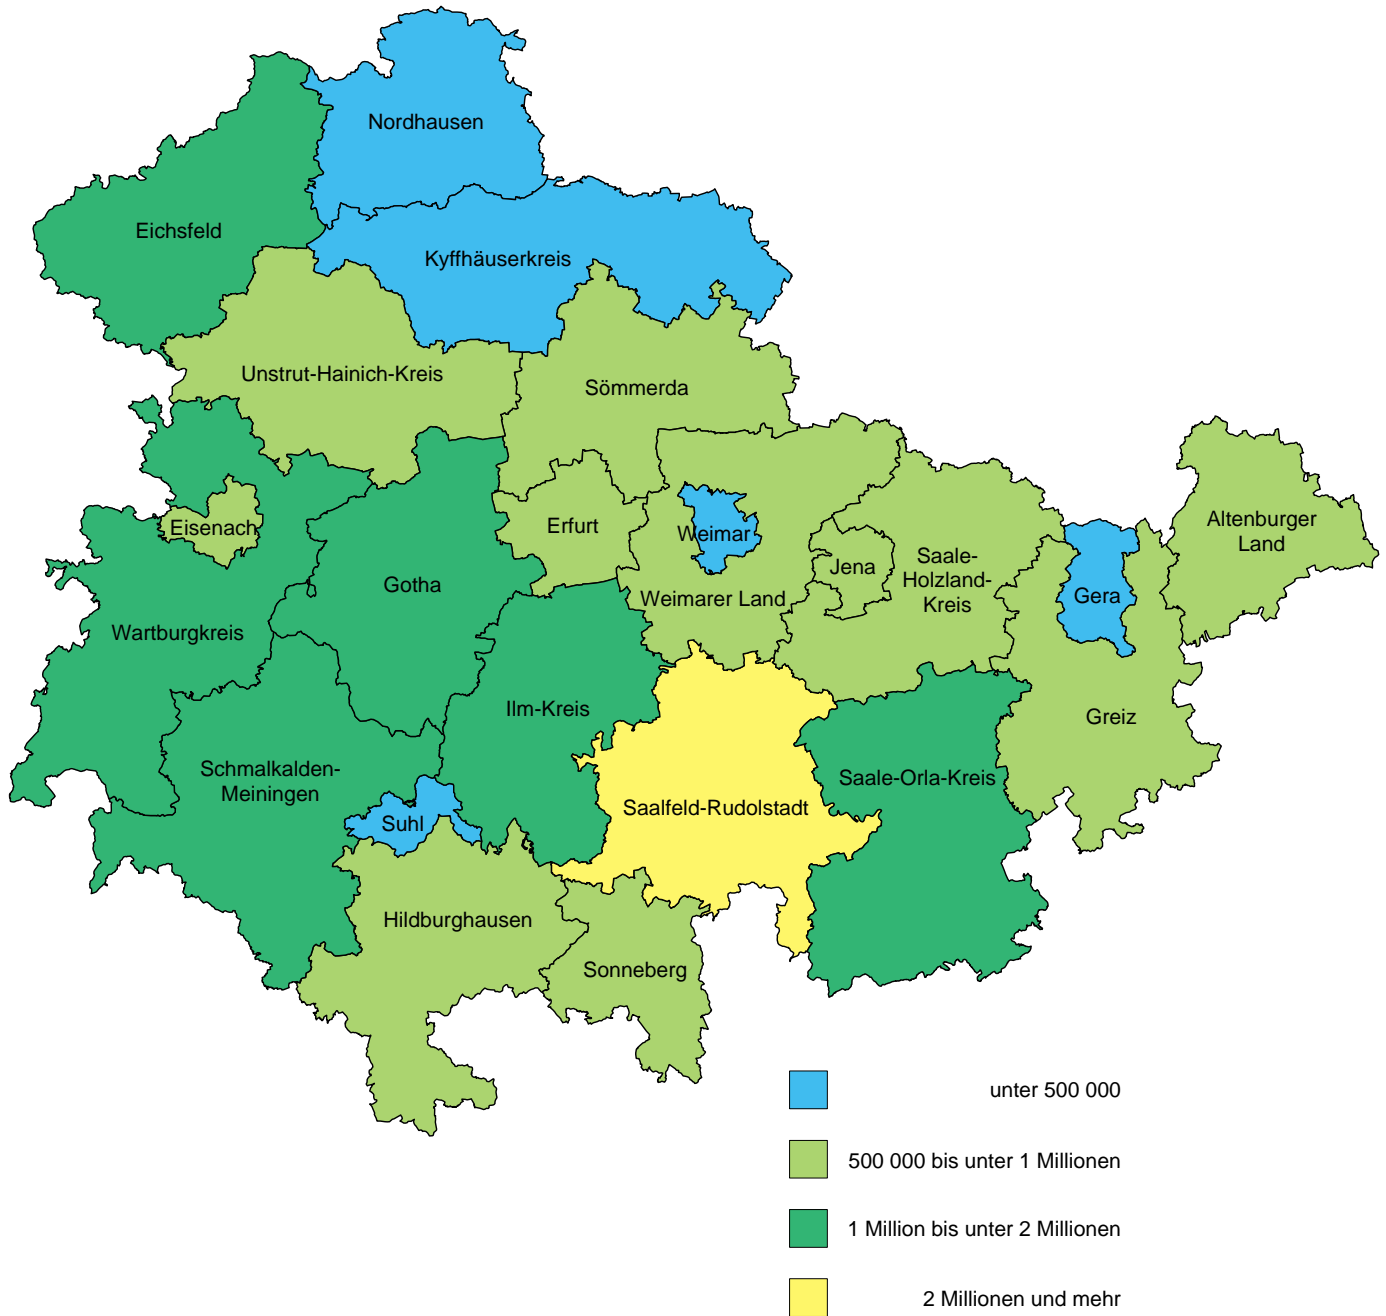 Nordhausen
Eichsfeld
Kyffhäuserkreis
Unstrut-Hainich-Kreis
Sömmerda
Eisenach
Erfurt
Weimar
Altenburger
Land
Gotha
Jena
Saale-
Holzland-
Kreis
Weimarer Land
Gera
Wartburgkreis
Ilm-Kreis
Greiz
Schmalkalden-
Meiningen
Saale-Orla-Kreis
Saalfeld-Rudolstadt
Suhl
Hildburghausen
Sonneberg
unter 500 000
500 000 bis unter 1 Millionen
1 Million bis unter 2 Millionen
2 Millionen und mehr